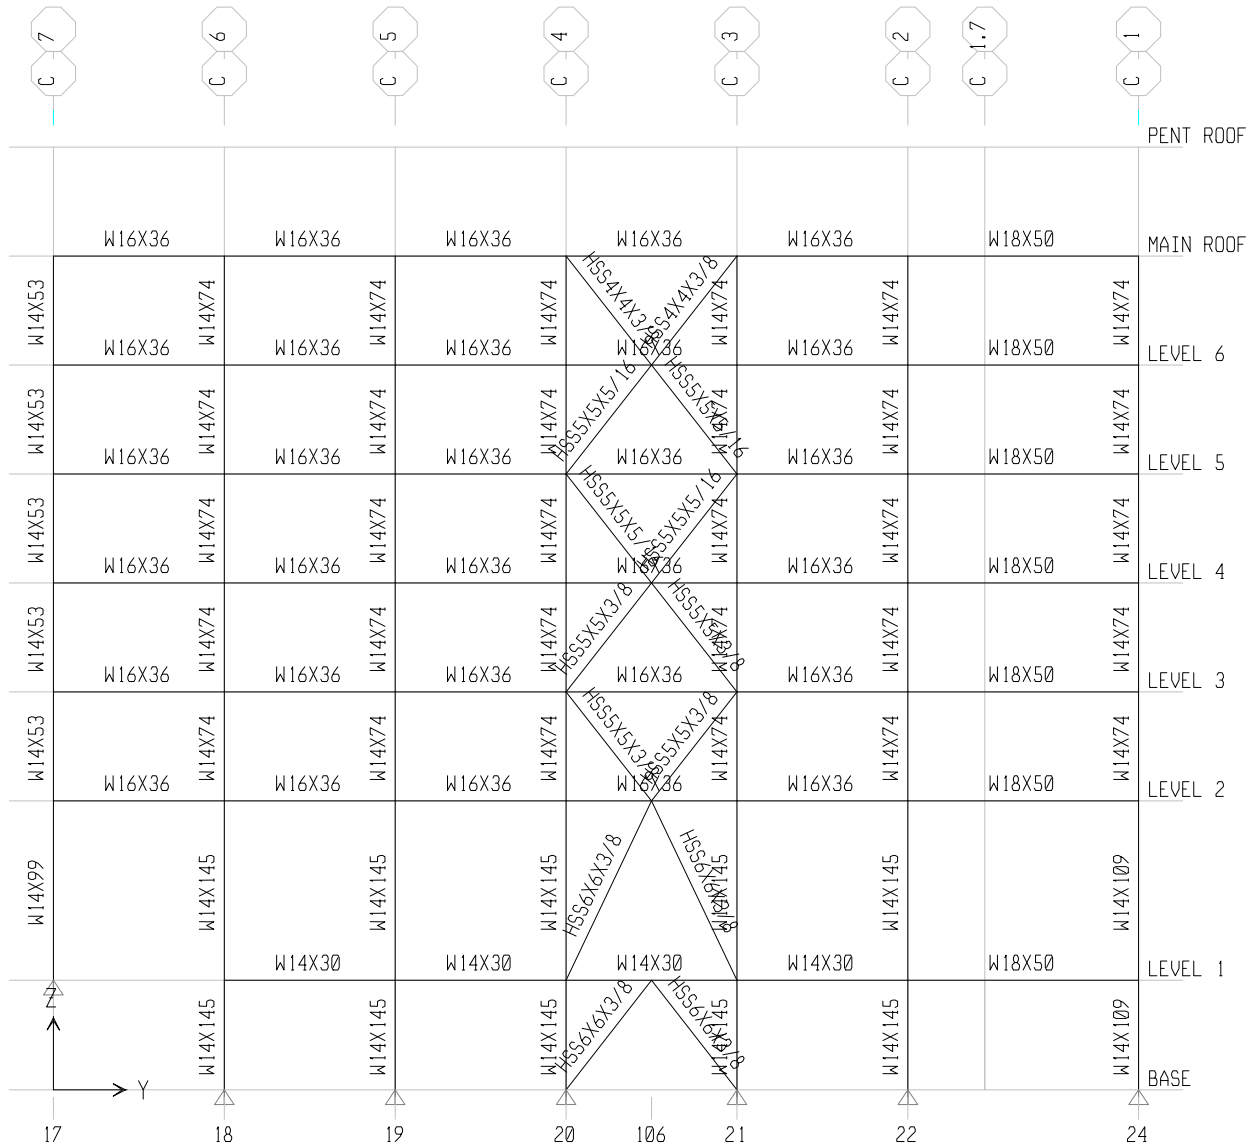 7 6 5 4 3 2 1.7 1
C C C C C C C C
PENT ROOF
W16X36 W16X36 W16X36 W16X36 W16X36 W18X50 MAIN ROOF
W14X53 W14X74 W14X74 W14X74 HSS4X4X3/8 HSS4X4X3/8 W14X74 W14X74 W14X74
W16X36 W16X36 W16X36 W16X36 W16X36 W18X50 LEVEL 6
W14X53 W14X74 W14X74 W14X74 HSS5X5X5/16 HSS5X5X5/16 W14X74 W14X74 W14X74
W16X36 W16X36 W16X36 W16X36 W16X36 W18X50 LEVEL 5
W14X53 W14X74 W14X74 W14X74 HSS5X5X5/16 HSS5X5X5/16 W14X74 W14X74 W14X74
W16X36 W16X36 W16X36 W16X36 W16X36 W18X50 LEVEL 4
W14X53 W14X74 W14X74 W14X74 HSS5X5X3/8 HSS5X5X3/8 W14X74 W14X74 W14X74
W16X36 W16X36 W16X36 W16X36 W16X36 W18X50 LEVEL 3
W14X53 W14X74 W14X74 W14X74 HSS5X5X3/8 HSS5X5X3/8 W14X74 W14X74 W14X74
W16X36 W16X36 W16X36 W16X36 W16X36 W18X50 LEVEL 2
W14X99 W14X145 W14X145 W14X145 HSS6X6X3/8 HSS6X6X3/8 W14X145 W14X145 W14X109
W14X30 W14X30 W14X30 W14X30 W18X50 LEVEL 1
Z
W14X145 W14X145 W14X145 HSS6X6X3/8 HSS6X6X3/8 W14X145 W14X145 W14X109
Y
BASE
17 18 19 20 106 21 22 24